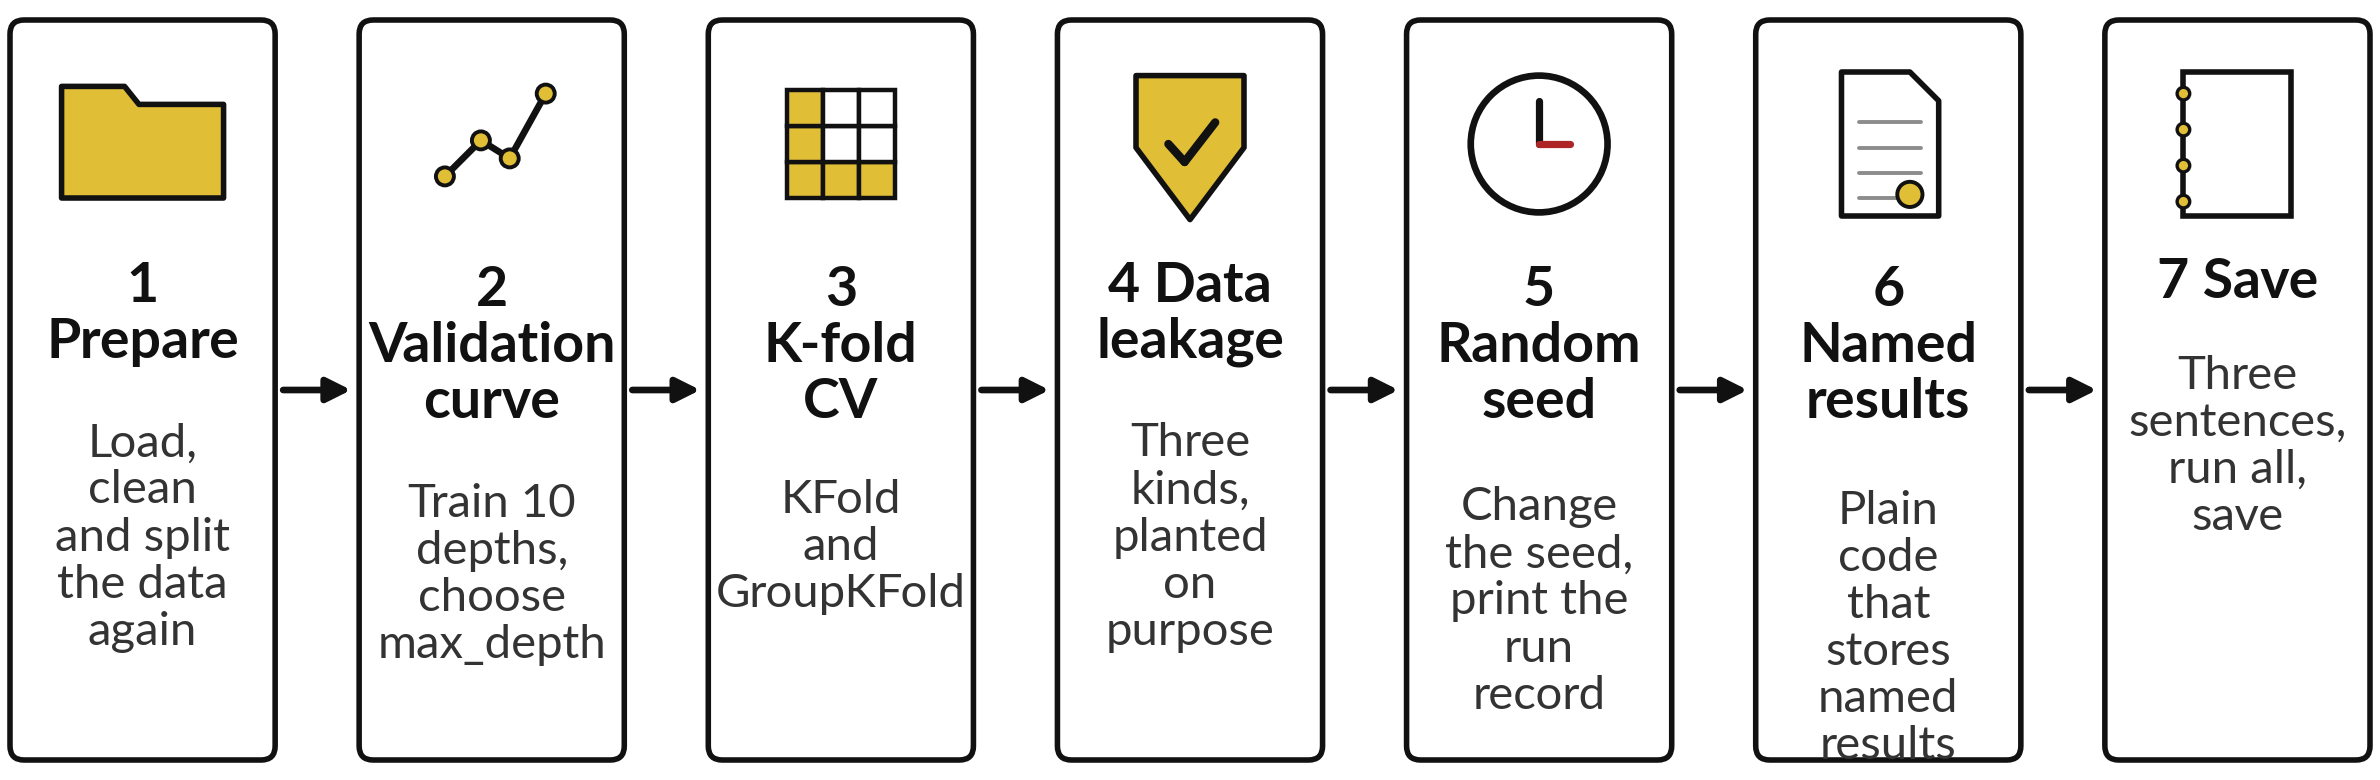 1
Prepare
Load,
clean
and split
the data
again
2
Validation
curve
Train 10
depths,
choose
max_depth
3
K-fold
CV
KFold
and
GroupKFold
4 Data
leakage
Three
kinds,
planted
on
purpose
5
Random
seed
Change
the seed,
print the
run
record
6
Named
results
Plain
code
that
stores
named
results
7 Save
Three
sentences,
run all,
save